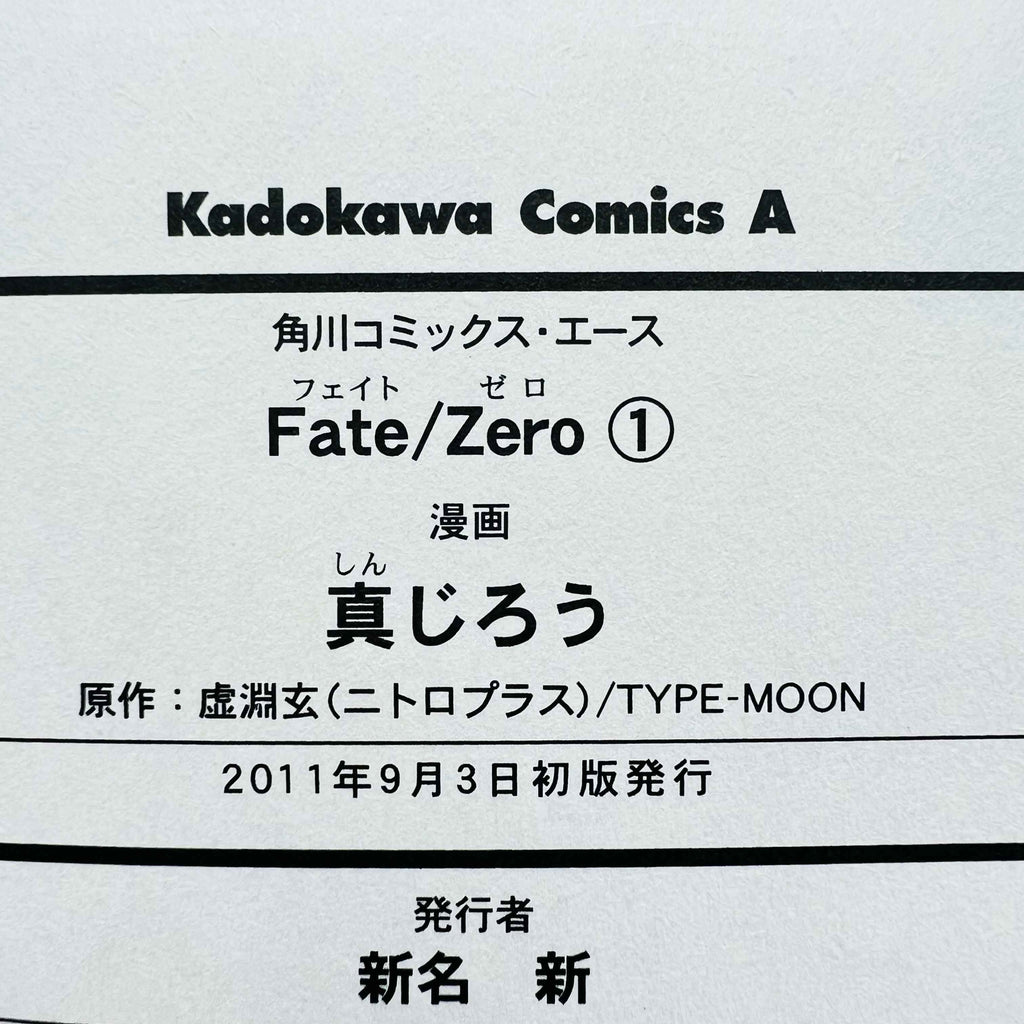 Kadokawa Comics A
角川コミックス・エース
フェイト ゼロ
Fate/Zero ①
漫画
しん
真じろう
原作：虚淵玄(ニトロプラス)/TYPE-MOON
2011年9月3日初版発行
発行者
新名　新